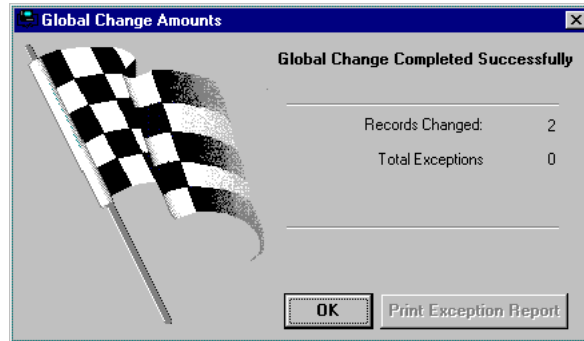 Global Change Amounts
Global Change Completed Successfully
Records Changed: 2
Total Exceptions 0
OK Print Exception Report